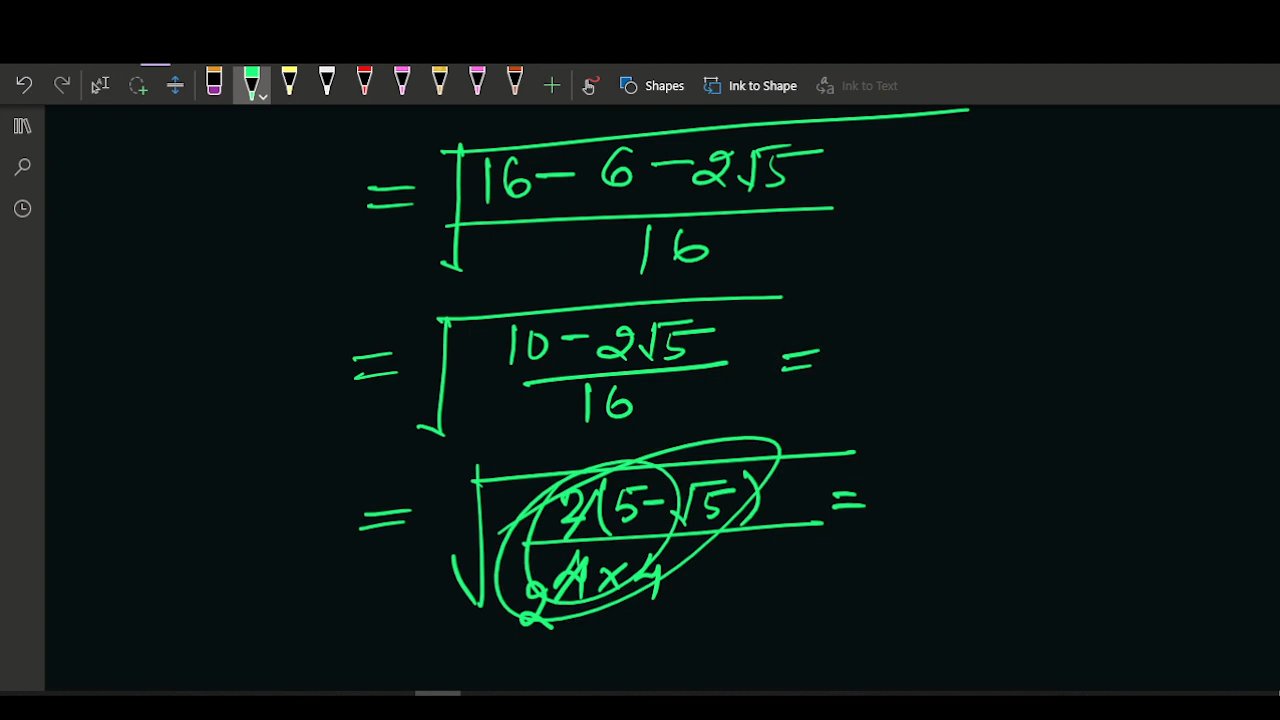 Shapes Ink to Shape Ink to Text
= √(16 - 6 - 2√5
16
= √(10 - 2√5 =
16
= √(2(5 - √5) =
2 4 × 4